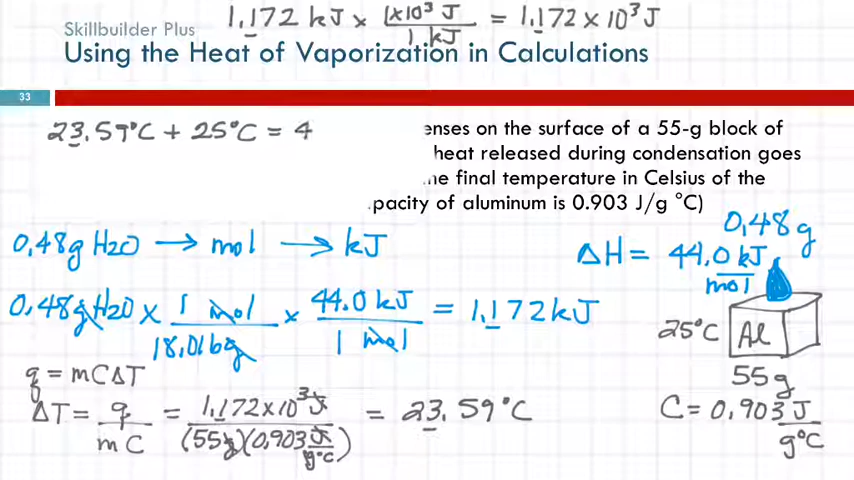 1.172 kJ x 1x10³ J / 1 kJ = 1.172 x 10³ J
Skillbuilder Plus
Using the Heat of Vaporization in Calculations
33
23.59°C + 25°C = 4
enses on the surface of a 55-g block of
heat released during condensation goes
he final temperature in Celsius of the
pacity of aluminum is 0.903 J/g °C)
0.48g H2O → mol → kJ
0.48g
ΔH = 44.0 kJ / mol
0.48g H2O x 1 mol / 18.016g x 44.0 kJ / 1 mol = 1.172 kJ
25°C Al
55g
q = mCΔT
ΔT = q / mC = 1.172x10³ J / (55g)(0.903 J / g°C) = 23.59°C
C = 0.903 J / g°C